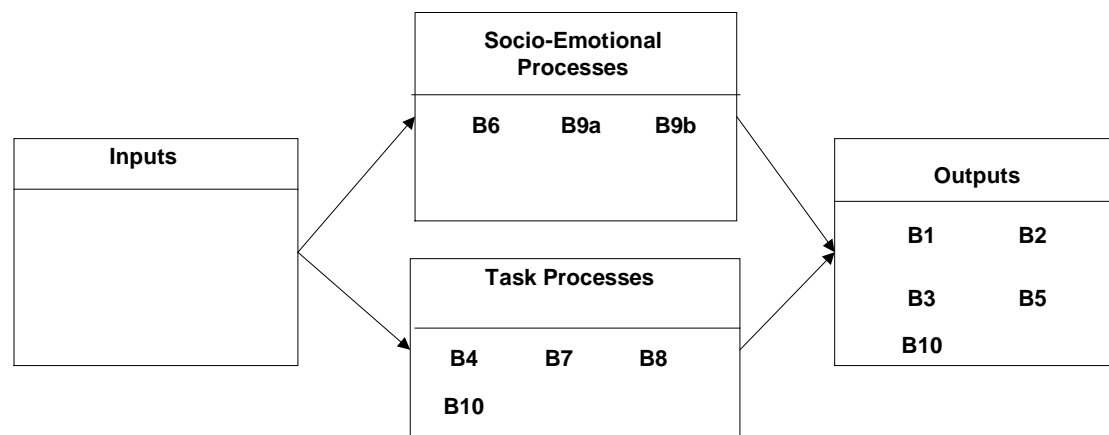 Socio-Emotional
Processes
B6 B9a B9b
Inputs
Task Processes
B4 B7 B8
B10
Outputs
B1 B2
B3 B5
B10